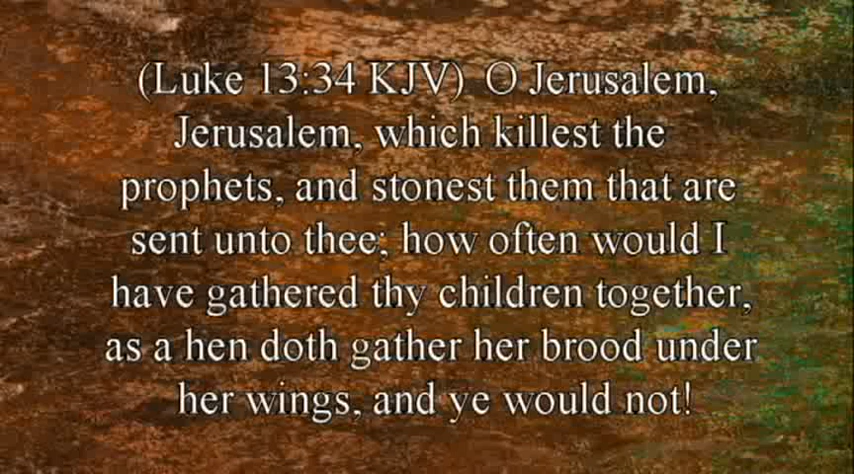 (Luke 13:34 KJV) O Jerusalem,
Jerusalem, which killest the
prophets, and stonest them that are
sent unto thee; how often would I
have gathered thy children together,
as a hen doth gather her brood under
her wings, and ye would not!